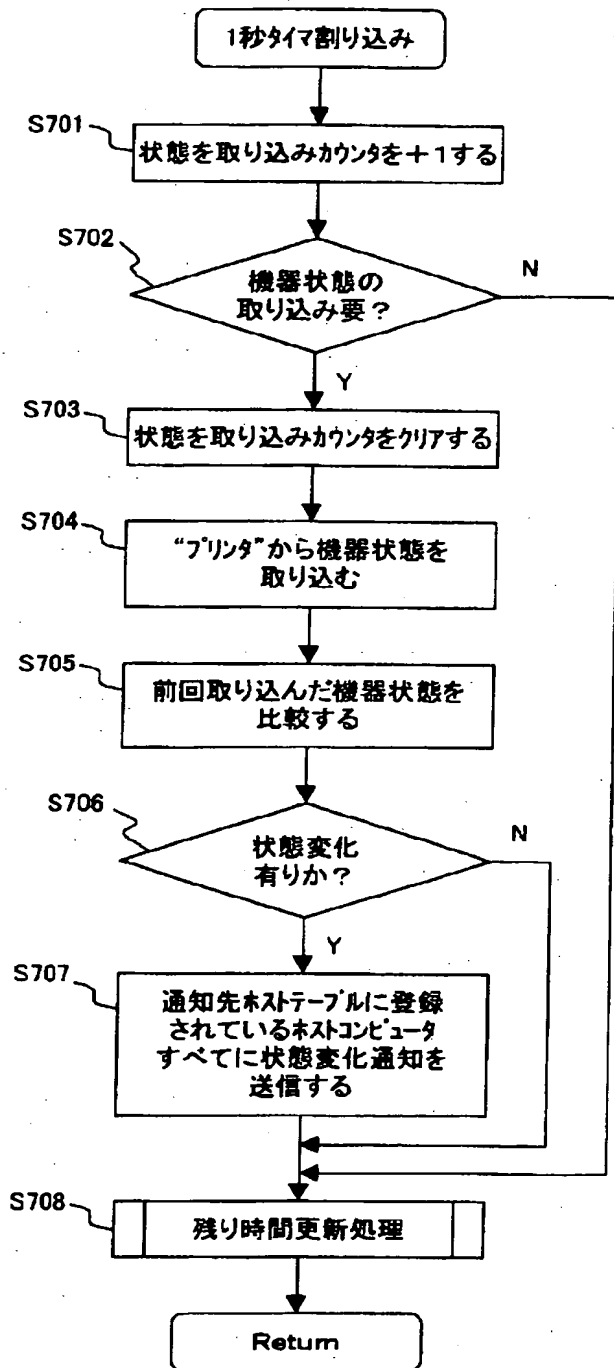 1秒タイマ割り込み
S701
状態を取り込みカウンタを＋1する
S702
機器状態の
取り込み要？
N
Y
S703
状態を取り込みカウンタをクリアする
S704
“プリンタ”から機器状態を
取り込む
S705
前回取り込んだ機器状態を
比較する
S706
状態変化
有りか？
N
Y
S707
通知先ホストテーブルに登録
されているホストコンピュータ
すべてに状態変化通知を
送信する
S708
残り時間更新処理
Return